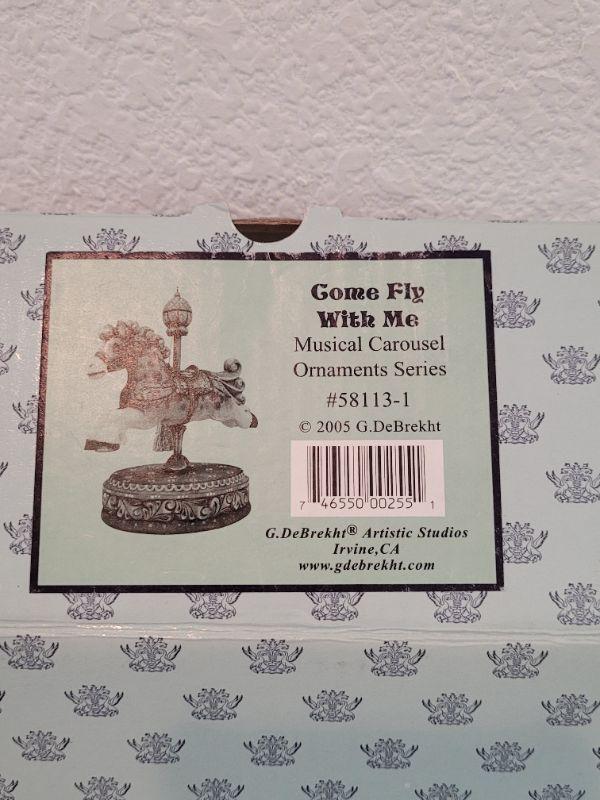 Come Fly
With Me
Musical Carousel
Ornaments Series
#58113-1
© 2005 G.DeBrekht
7 46550 00255 1
G.DeBrekht® Artistic Studios
Irvine,CA
www.gdebrekht.com